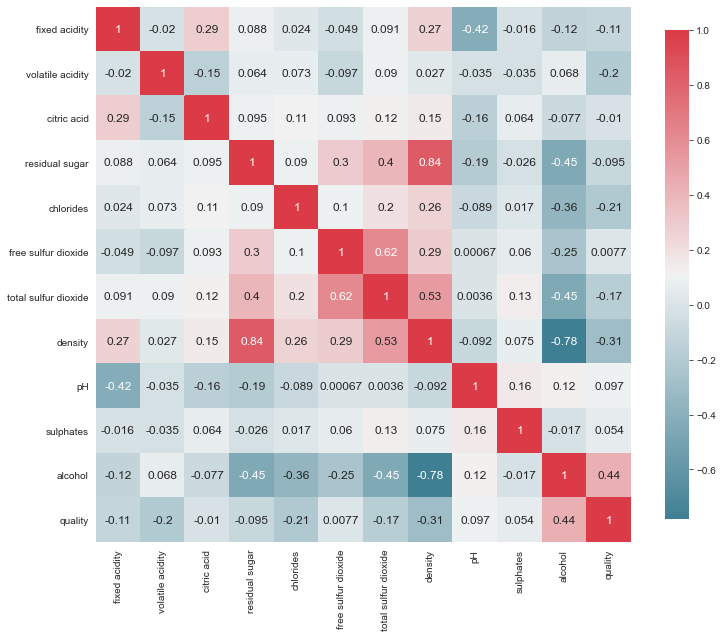 fixed acidity 1 -0.02 0.29 0.088 0.024 -0.049 0.091 0.27 -0.42 -0.016 -0.12 -0.11
volatile acidity -0.02 1 -0.15 0.064 0.073 -0.097 0.09 0.027 -0.035 -0.035 0.068 -0.2
citric acid 0.29 -0.15 1 0.095 0.11 0.093 0.12 0.15 -0.16 0.064 -0.077 -0.01
residual sugar 0.088 0.064 0.095 1 0.09 0.3 0.4 0.84 -0.19 -0.026 -0.45 -0.095
chlorides 0.024 0.073 0.11 0.09 1 0.1 0.2 0.26 -0.089 0.017 -0.36 -0.21
free sulfur dioxide -0.049 -0.097 0.093 0.3 0.1 1 0.62 0.29 0.00067 0.06 -0.25 0.0077
total sulfur dioxide 0.091 0.09 0.12 0.4 0.2 0.62 1 0.53 0.0036 0.13 -0.45 -0.17
density 0.27 0.027 0.15 0.84 0.26 0.29 0.53 1 -0.092 0.075 -0.78 -0.31
pH -0.42 -0.035 -0.16 -0.19 -0.089 0.00067 0.0036 -0.092 1 0.16 0.12 0.097
sulphates -0.016 -0.035 0.064 -0.026 0.017 0.06 0.13 0.075 0.16 1 -0.017 0.054
alcohol -0.12 0.068 -0.077 -0.45 -0.36 -0.25 -0.45 -0.78 0.12 -0.017 1 0.44
quality -0.11 -0.2 -0.01 -0.095 -0.21 0.0077 -0.17 -0.31 0.097 0.054 0.44 1
fixed acidity
volatile acidity
citric acid
residual sugar
chlorides
free sulfur dioxide
total sulfur dioxide
density
pH
sulphates
alcohol
quality
1.0
0.8
0.6
0.4
0.2
0.0
−0.2
−0.4
−0.6